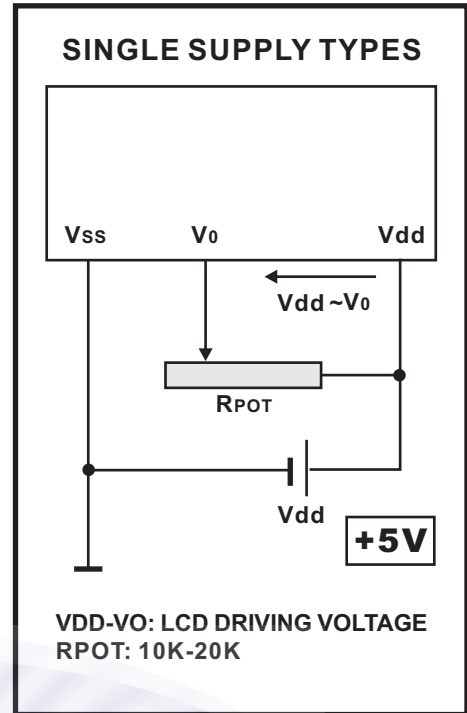 SINGLE SUPPLY TYPES
Vss V0 Vdd
Vdd ~V0
RPOT
Vdd
+5V
VDD-VO: LCD DRIVING VOLTAGE
RPOT: 10K-20K